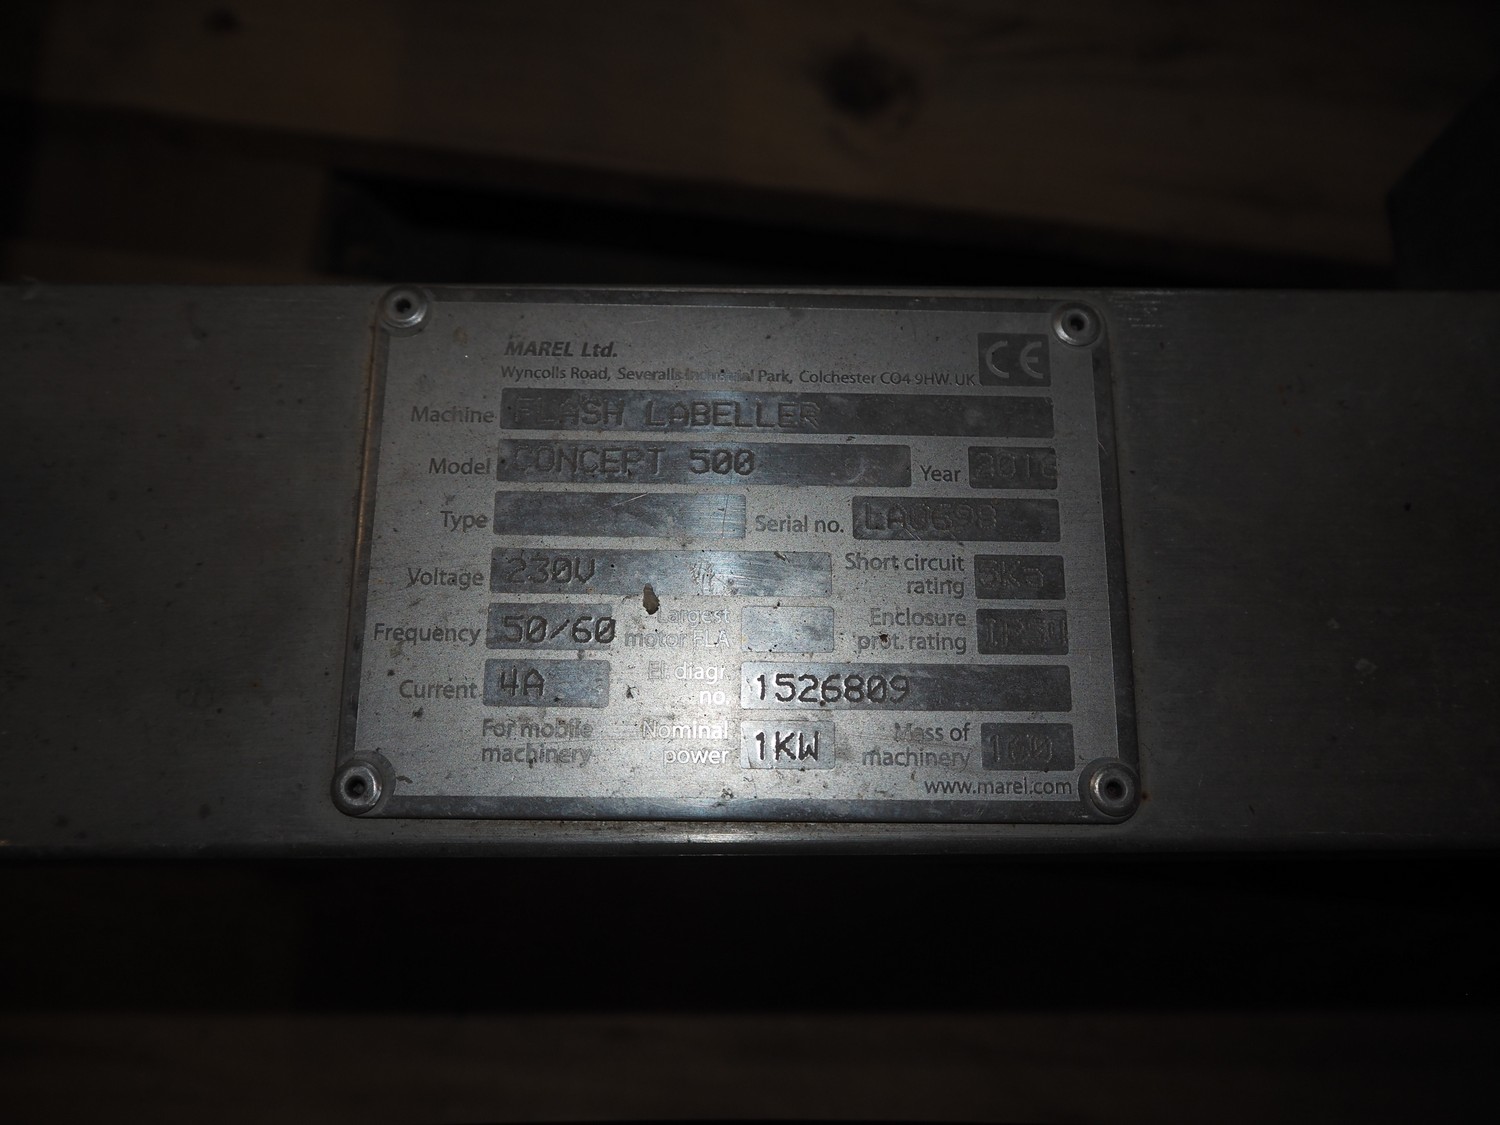 MAREL Ltd.
Wyncolls Road, Severalls Industrial Park, Colchester CO4 9HW. UK
CE
Machine FLASH LABELLER
Model CONCEPT 500 Year 2016
Type Serial no.
Voltage 230V Short circuit rating 5Ka
Frequency 50/60 Largest motor FLA Enclosure prot. rating
Current 4A El. diagr. no. 1526809
For mobile machinery Nominal power 1KW Mass of machinery
www.marel.com